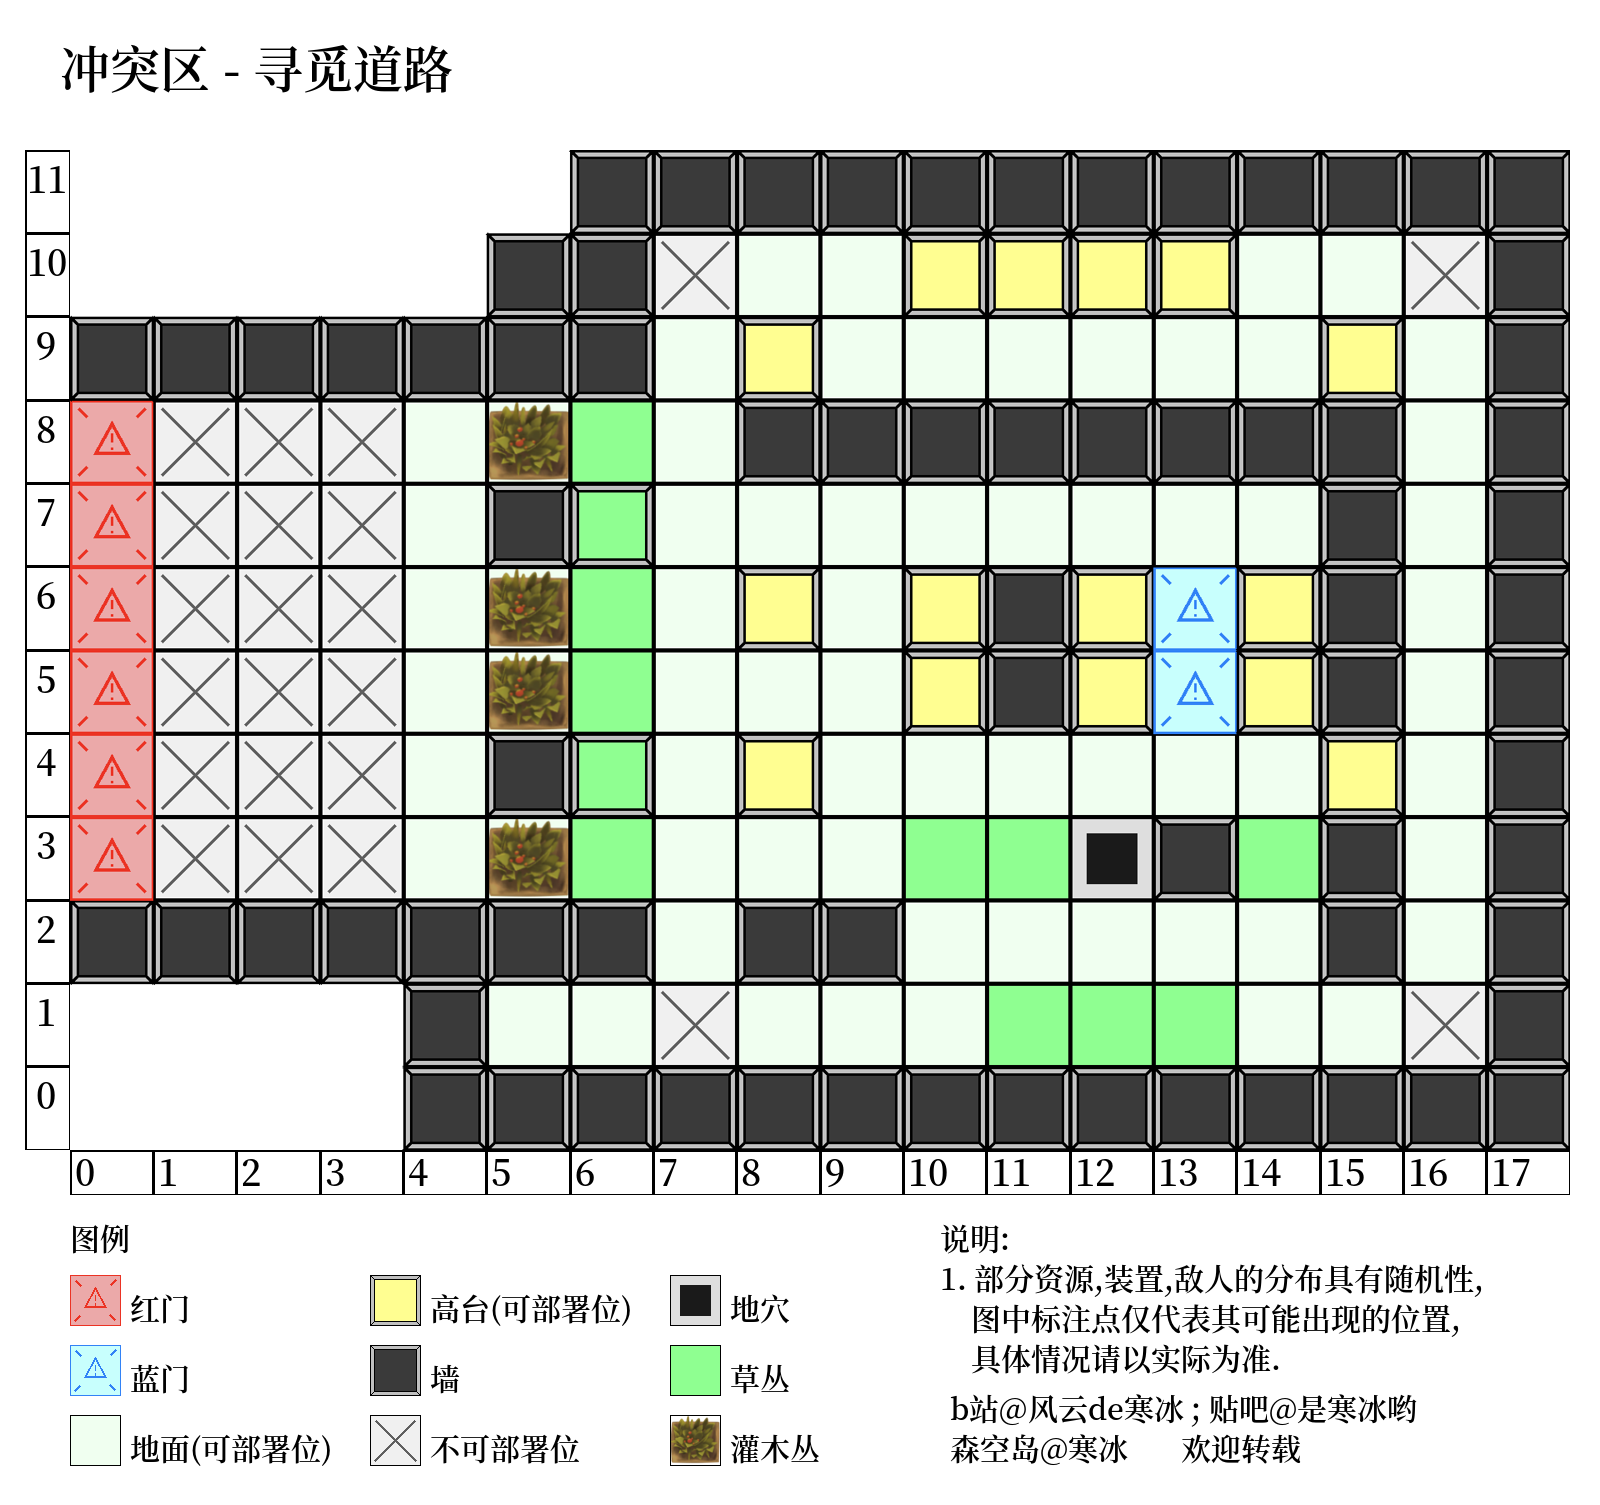 冲突区 - 寻觅道路
11
10
9
8
7
6
5
4
3
2
1
0
0 1 2 3 4 5 6 7 8 9 10 11 12 13 14 15 16 17
图例
红门
高台(可部署位)
地穴
蓝门
墙
草丛
地面(可部署位)
不可部署位
灌木丛
说明:
1. 部分资源,装置,敌人的分布具有随机性,
图中标注点仅代表其可能出现的位置,
具体情况请以实际为准.
b站@风云de寒冰 ; 贴吧@是寒冰哟
森空岛@寒冰 欢迎转载